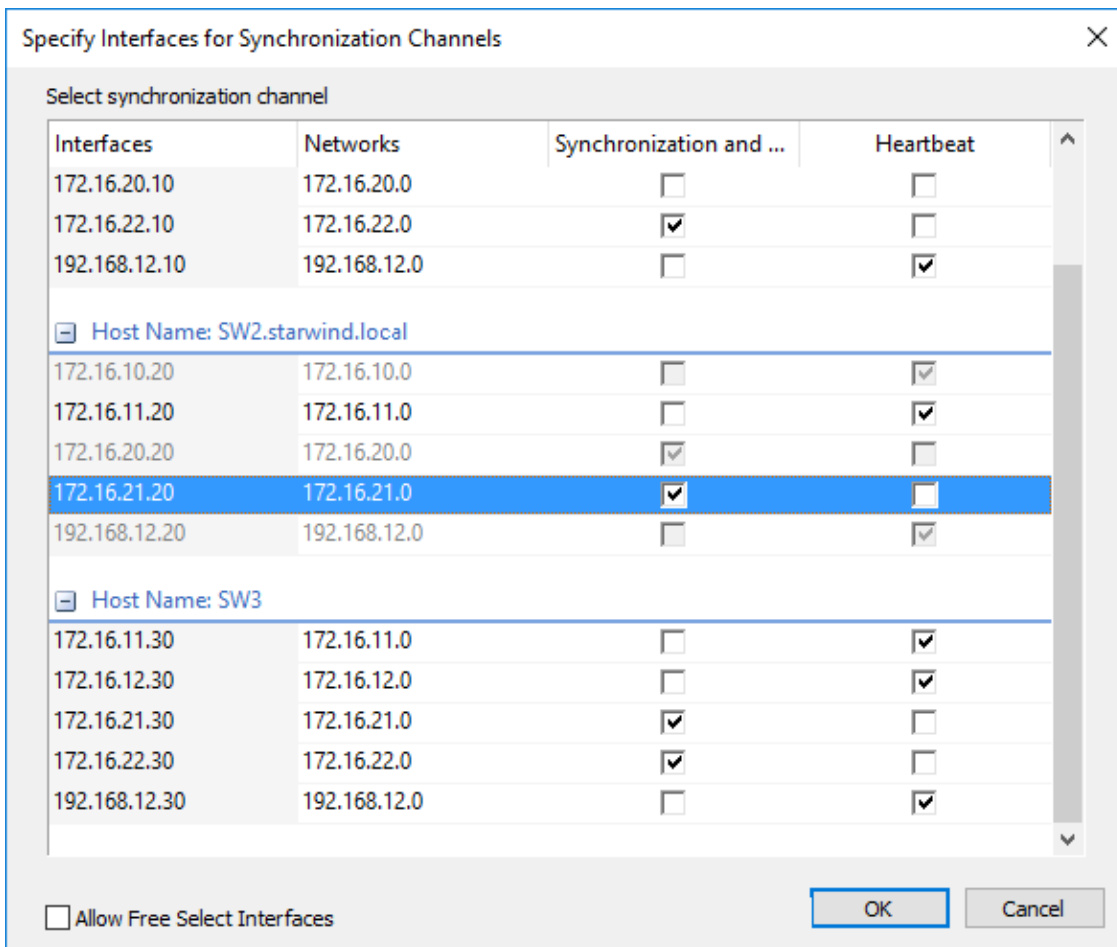 Specify Interfaces for Synchronization Channels
Select synchronization channel
Interfaces Networks Synchronization and ... Heartbeat
172.16.20.10 172.16.20.0
172.16.22.10 172.16.22.0
192.168.12.10 192.168.12.0
Host Name: SW2.starwind.local
172.16.10.20 172.16.10.0
172.16.11.20 172.16.11.0
172.16.20.20 172.16.20.0
172.16.21.20 172.16.21.0
192.168.12.20 192.168.12.0
Host Name: SW3
172.16.11.30 172.16.11.0
172.16.12.30 172.16.12.0
172.16.21.30 172.16.21.0
172.16.22.30 172.16.22.0
192.168.12.30 192.168.12.0
Allow Free Select Interfaces
OK Cancel